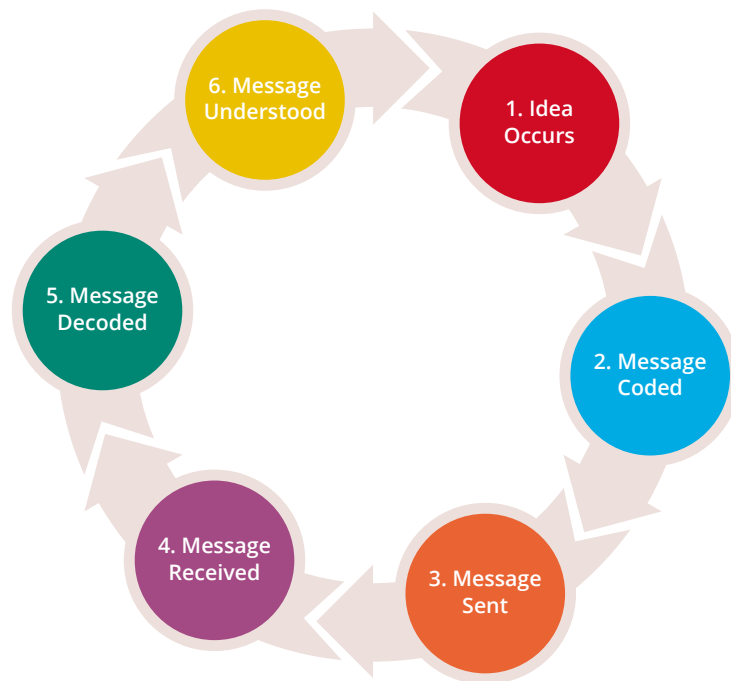 1. Idea
Occurs
2. Message
Coded
3. Message
Sent
4. Message
Received
5. Message
Decoded
6. Message
Understood